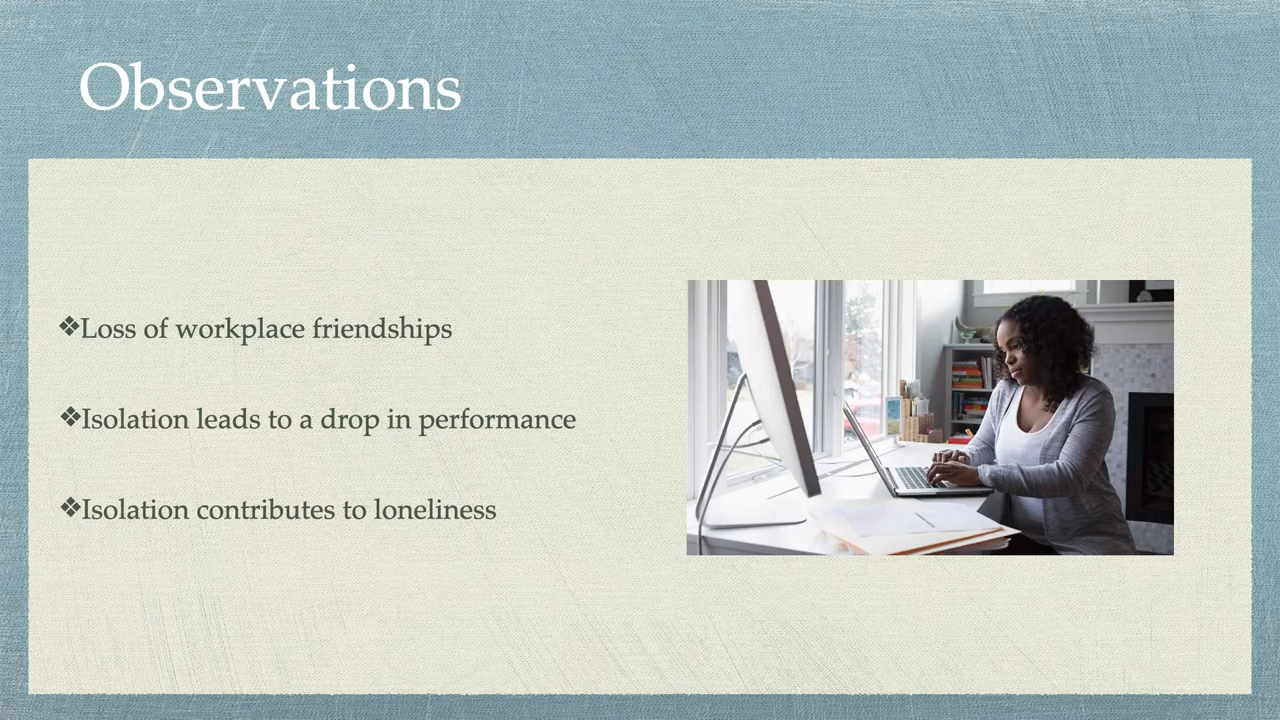 Observations
❖Loss of workplace friendships
❖Isolation leads to a drop in performance
❖Isolation contributes to loneliness